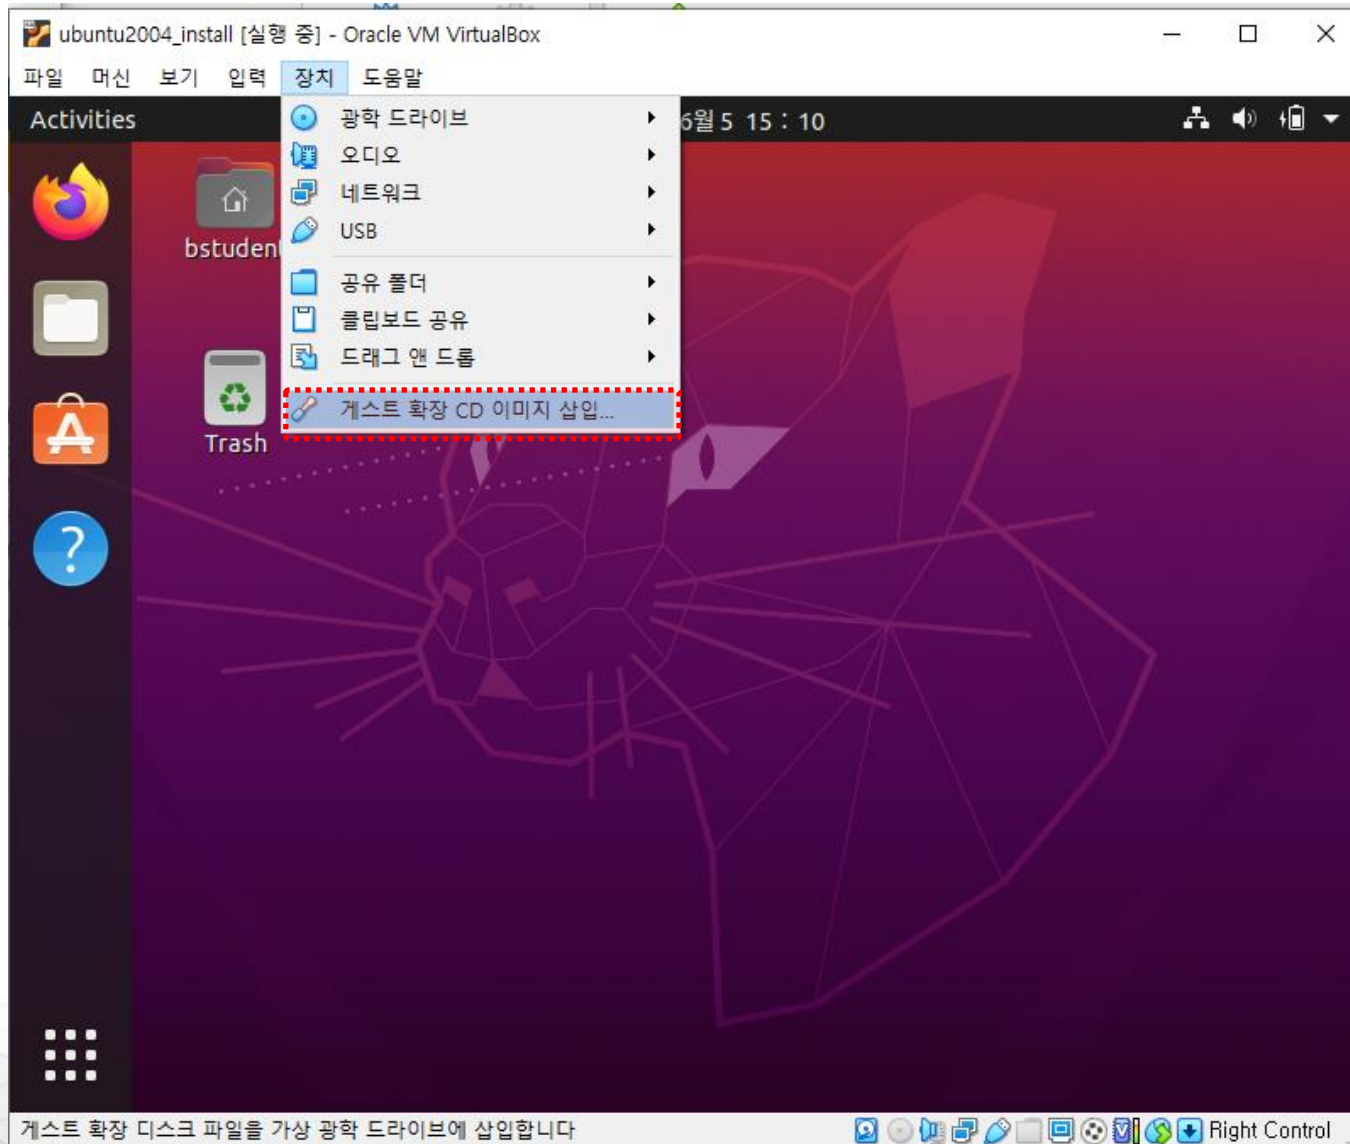 ubuntu2004_install [실행 중] - Oracle VM VirtualBox
파일 머신 보기 입력 장치 도움말
Activities
6월 5 15 : 10
광학 드라이브
오디오
네트워크
USB
공유 폴더
클립보드 공유
드래그 앤 드롭
게스트 확장 CD 이미지 삽입...
bstudent
Trash
게스트 확장 디스크 파일을 가상 광학 드라이브에 삽입합니다
Right Control